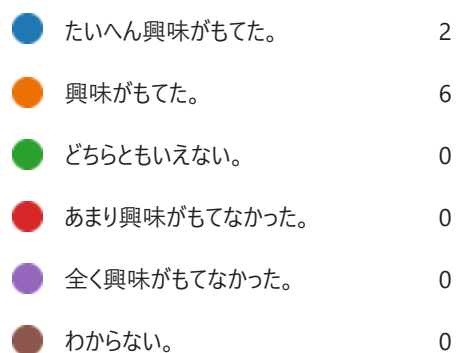 たいへん興味がもてた。 2
興味がもてた。 6
どちらともいえない。 0
あまり興味がもてなかった。 0
全く興味がもてなかった。 0
わからない。 0